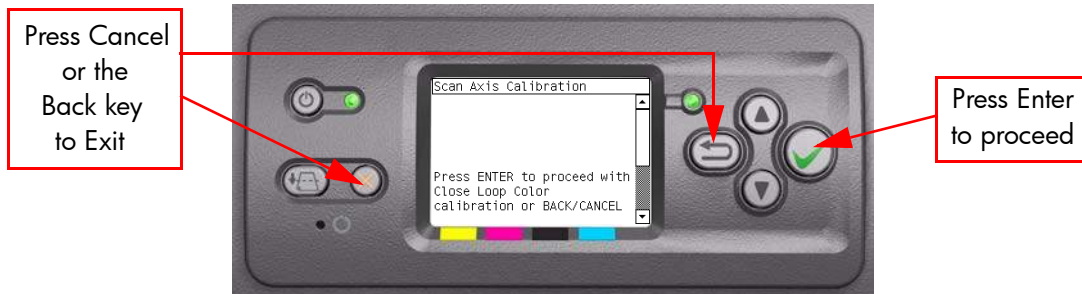 Press Cancel
or the
Back key
to Exit
Scan Axis Calibration
Press ENTER to proceed with
Close Loop Color
calibration or BACK/CANCEL
Press Enter
to proceed